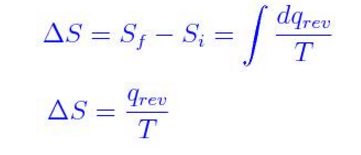 ΔS = S_f − S_i = ∫ dq_rev / T
ΔS = q_rev / T